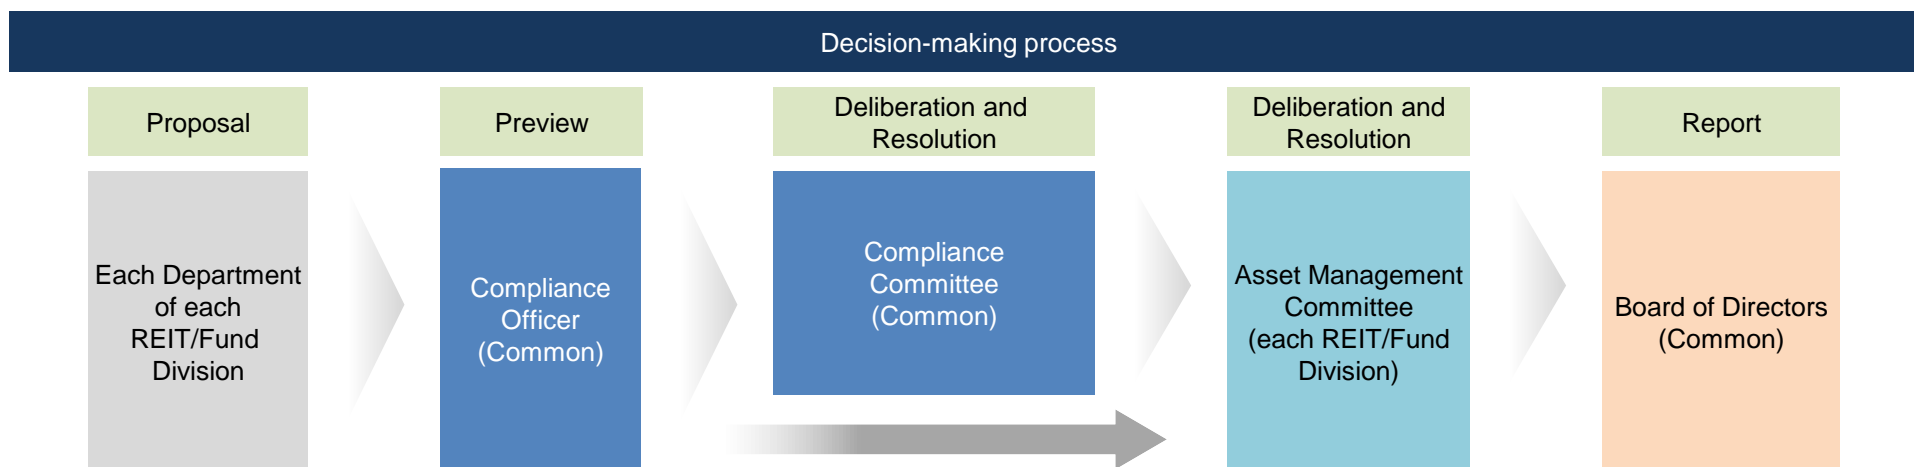 Decision-making process
Proposal
Preview
Deliberation and
Resolution
Deliberation and
Resolution
Report
Each Department
of each
REIT/Fund
Division
Compliance
Officer
(Common)
Compliance
Committee
(Common)
Asset Management
Committee
(each REIT/Fund
Division)
Board of Directors
(Common)